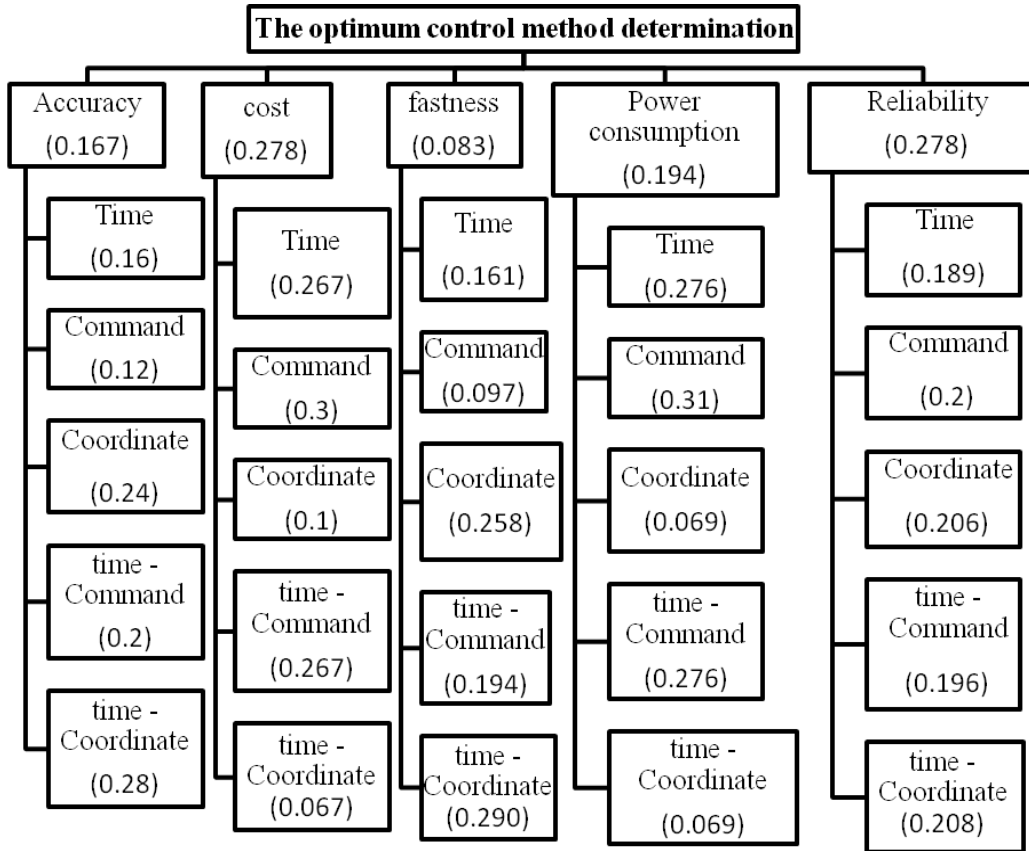 The optimum control method determination
Accuracy
(0.167)
Time
(0.16)
Command
(0.12)
Coordinate
(0.24)
time -
Command
(0.2)
time -
Coordinate
(0.28)
cost
(0.278)
Time
(0.267)
Command
(0.3)
Coordinate
(0.1)
time -
Command
(0.267)
time -
Coordinate
(0.067)
fastness
(0.083)
Time
(0.161)
Command
(0.097)
Coordinate
(0.258)
time -
Command
(0.194)
time -
Coordinate
(0.290)
Power
consumption
(0.194)
Time
(0.276)
Command
(0.31)
Coordinate
(0.069)
time -
Command
(0.276)
time -
Coordinate
(0.069)
Reliability
(0.278)
Time
(0.189)
Command
(0.2)
Coordinate
(0.206)
time -
Command
(0.196)
time -
Coordinate
(0.208)